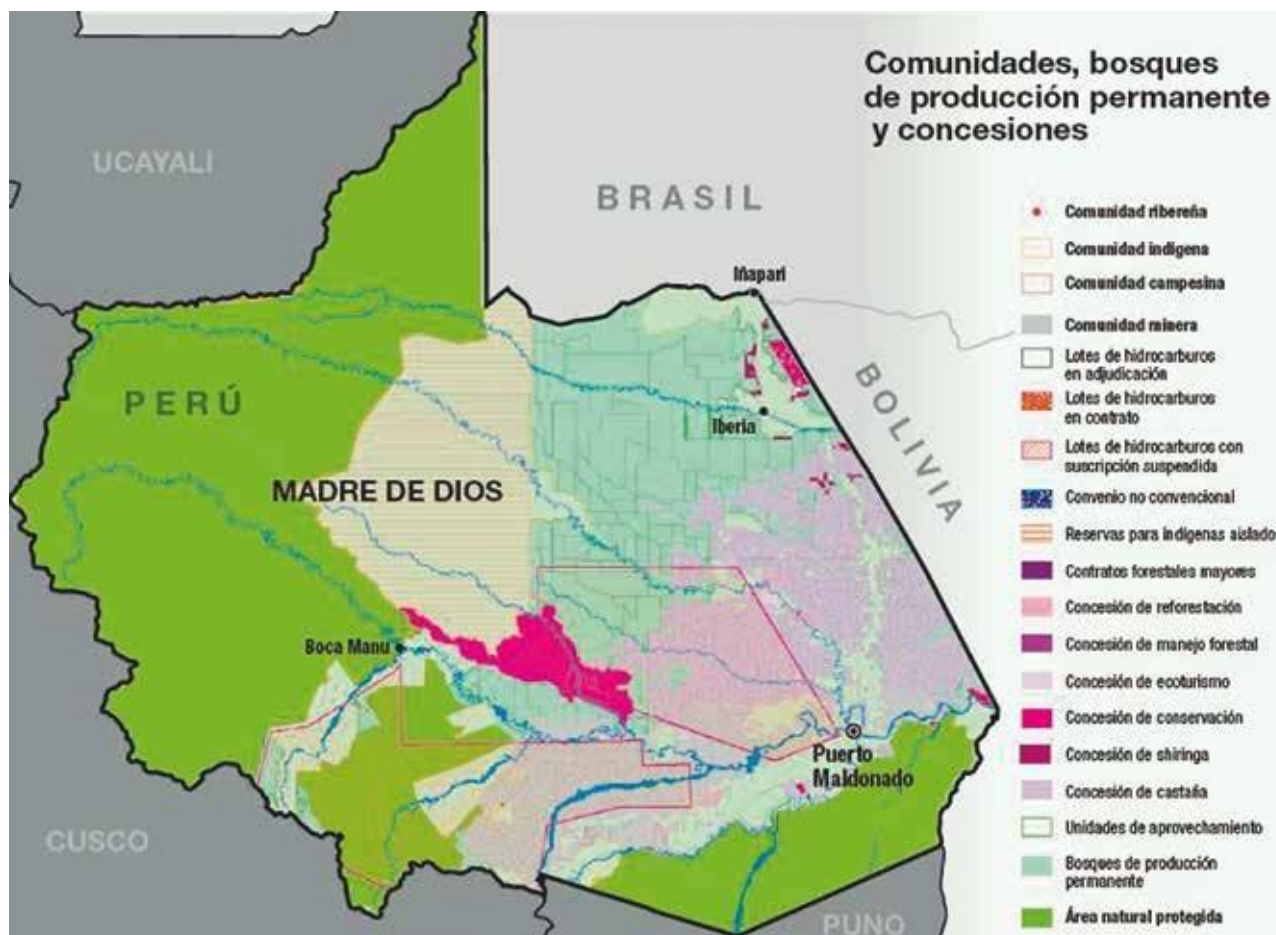 Comunidades, bosques
de producción permanente
y concesiones
UCAYALI
BRASIL
Iñapari
PERÚ
BOLIVIA
Iberia
MADRE DE DIOS
Boca Manu
Puerto
Maldonado
CUSCO
PUNO
Comunidad ribereña
Comunidad indígena
Comunidad campesina
Comunidad minera
Lotes de hidrocarburos
en adjudicación
Lotes de hidrocarburos
en contrato
Lotes de hidrocarburos con
suscripción suspendida
Convenio no convencional
Reservas para indígenas aislado
Contratos forestales mayores
Concesión de reforestación
Concesión de manejo forestal
Concesión de ecoturismo
Concesión de conservación
Concesión de shiringa
Concesión de castaña
Unidades de aprovechamiento
Bosques de producción
permanente
Área natural protegida